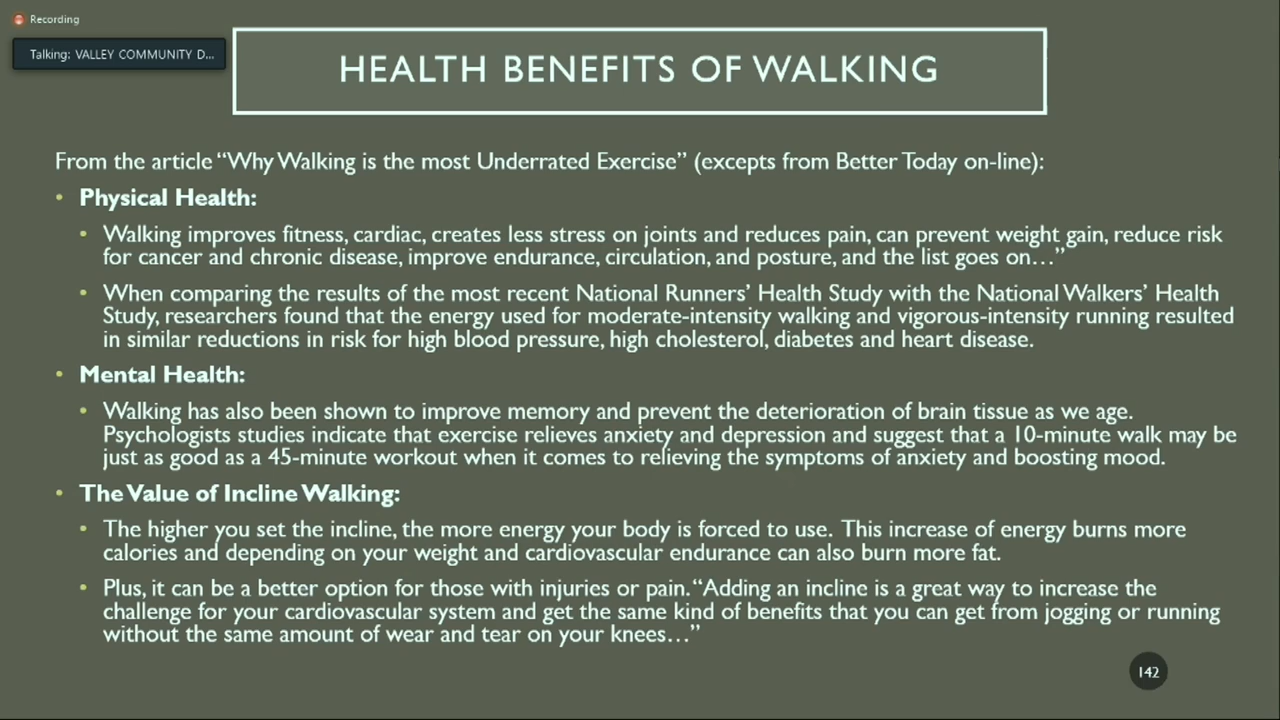 Recording
Talking: VALLEY COMMUNITY D...
HEALTH BENEFITS OF WALKING
From the article “Why Walking is the most Underrated Exercise” (excepts from Better Today on-line):
• Physical Health:
• Walking improves fitness, cardiac, creates less stress on joints and reduces pain, can prevent weight gain, reduce risk
for cancer and chronic disease, improve endurance, circulation, and posture, and the list goes on…”
• When comparing the results of the most recent National Runners’ Health Study with the National Walkers’ Health
Study, researchers found that the energy used for moderate-intensity walking and vigorous-intensity running resulted
in similar reductions in risk for high blood pressure, high cholesterol, diabetes and heart disease.
• Mental Health:
• Walking has also been shown to improve memory and prevent the deterioration of brain tissue as we age.
Psychologists studies indicate that exercise relieves anxiety and depression and suggest that a 10-minute walk may be
just as good as a 45-minute workout when it comes to relieving the symptoms of anxiety and boosting mood.
• The Value of Incline Walking:
• The higher you set the incline, the more energy your body is forced to use. This increase of energy burns more
calories and depending on your weight and cardiovascular endurance can also burn more fat.
• Plus, it can be a better option for those with injuries or pain. “Adding an incline is a great way to increase the
challenge for your cardiovascular system and get the same kind of benefits that you can get from jogging or running
without the same amount of wear and tear on your knees…”
142